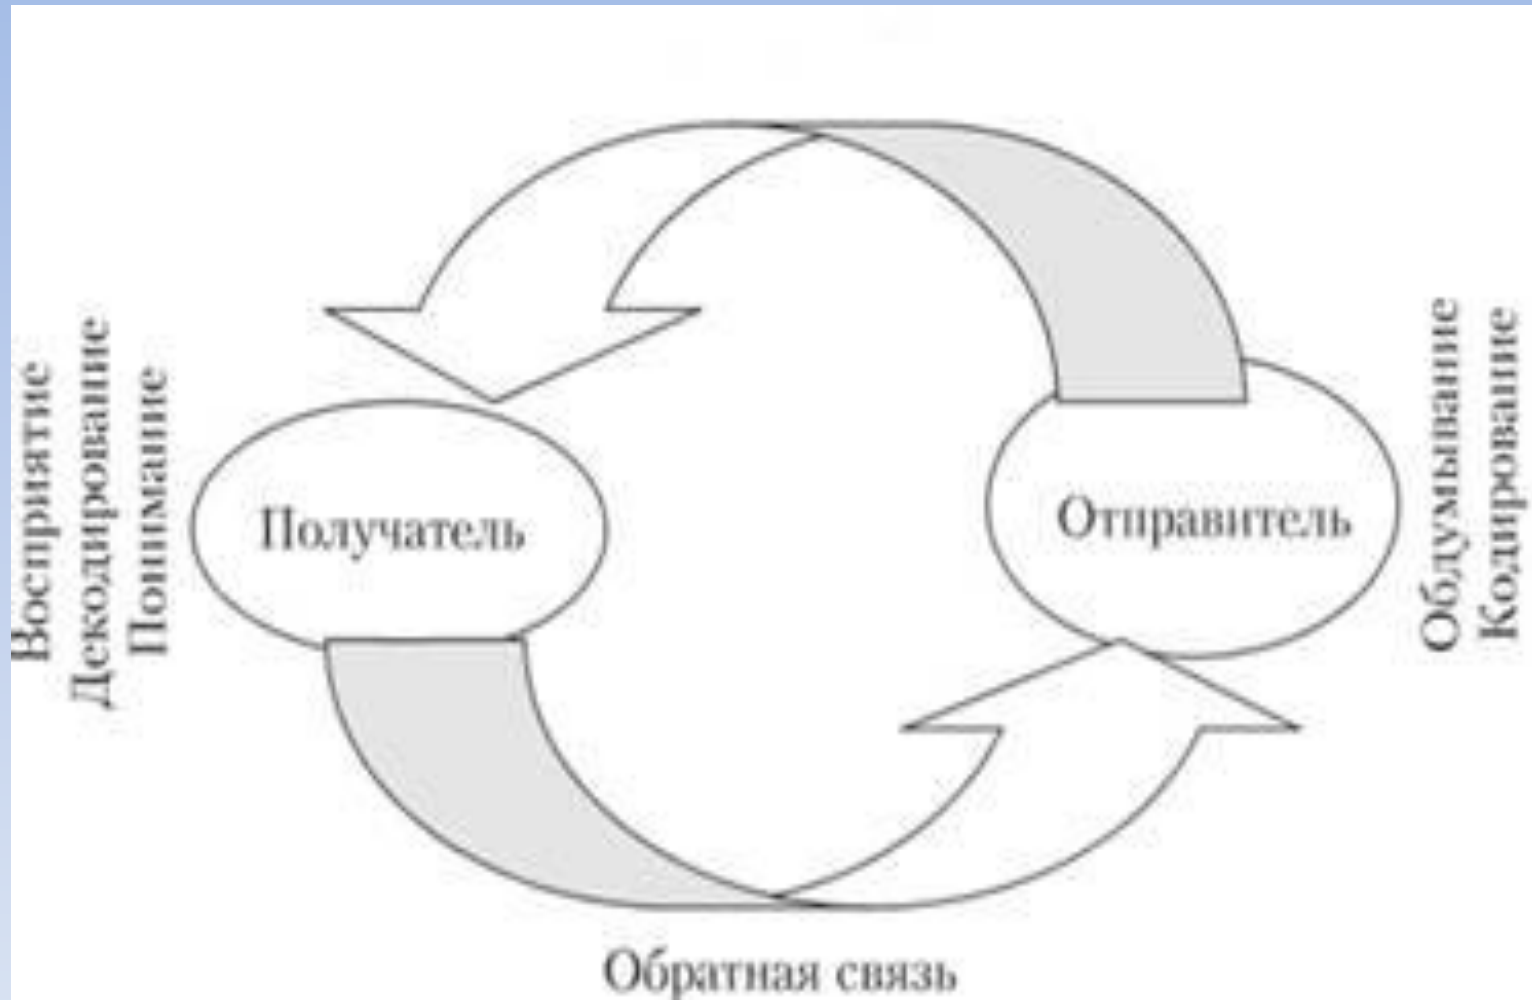 Восприятие
Декодирование
Понимание
Получатель
Отправитель
Обдумывание
Кодирование
Обратная связь